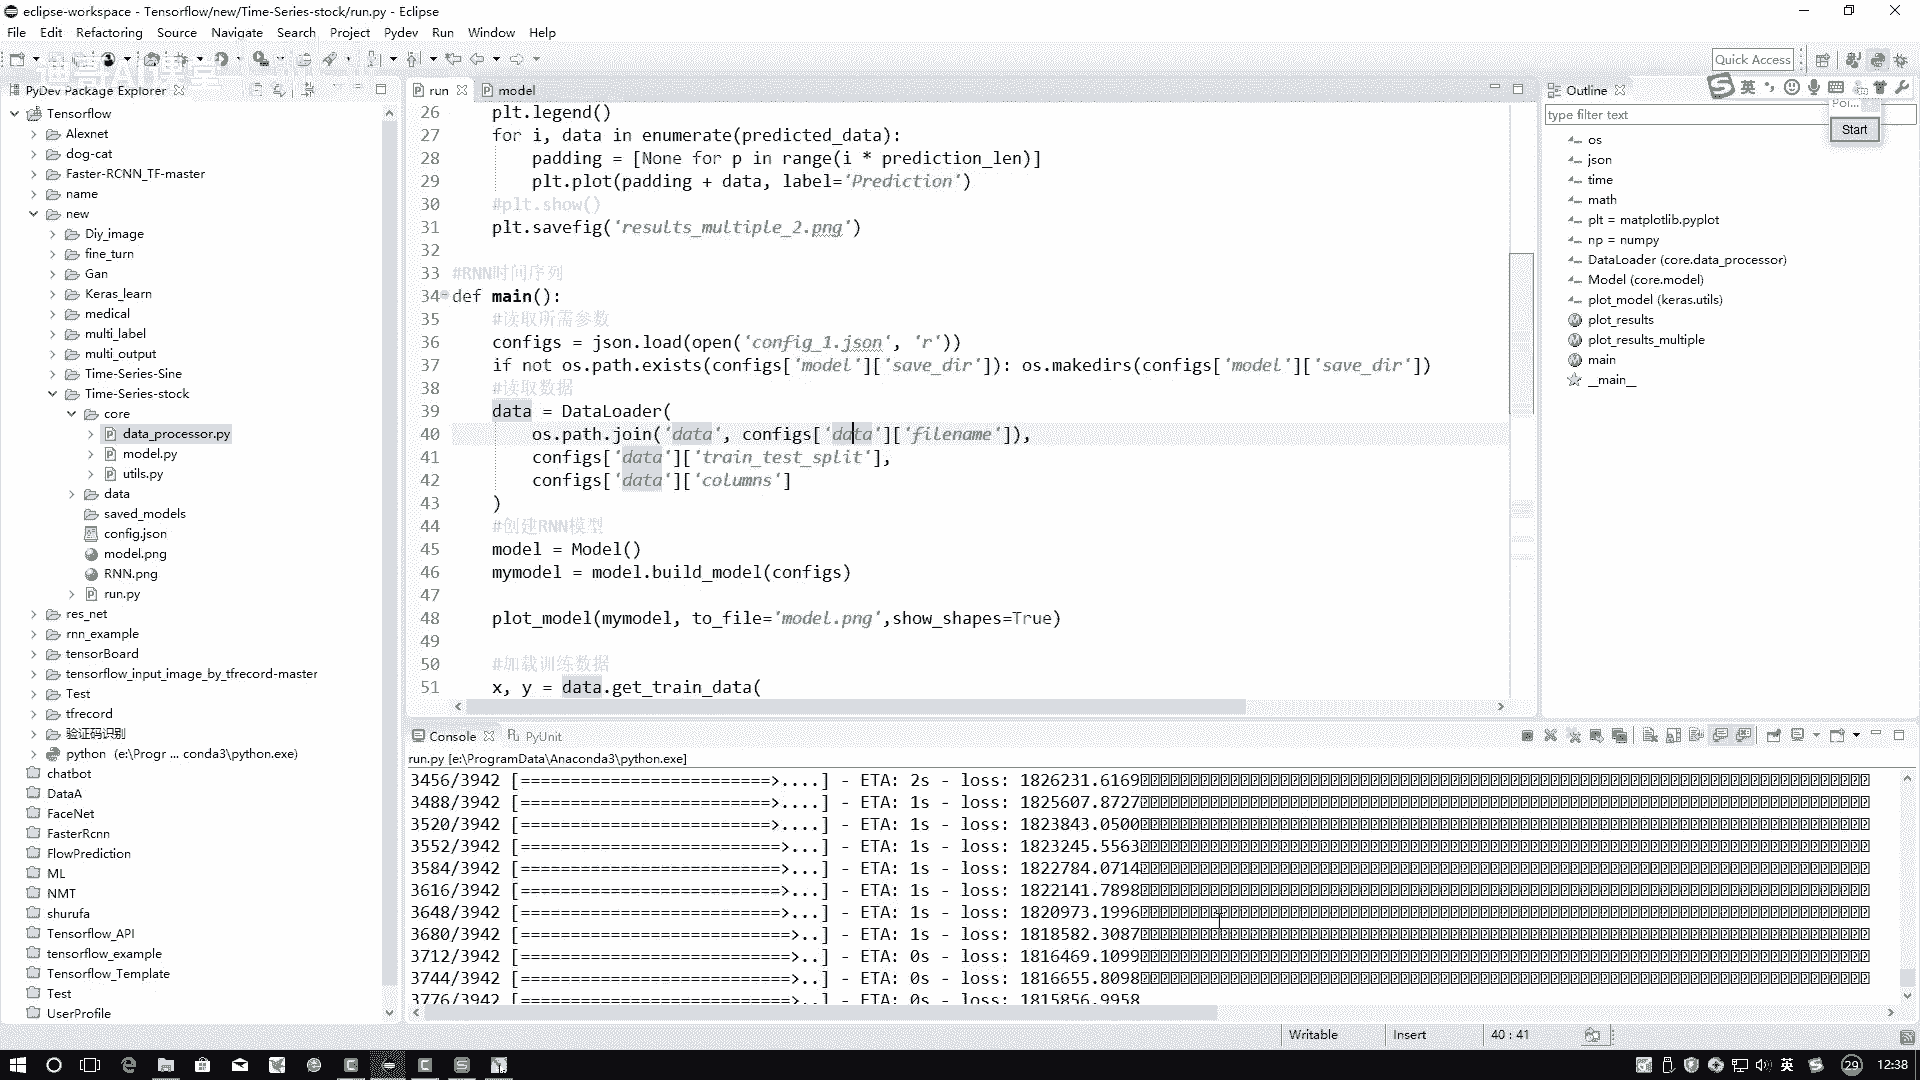 eclipse-workspace - Tensorflow/new/Time-Series-stock/run.py - Eclipse
File Edit Refactoring Source Navigate Search Project Pydev Run Window Help
Quick Access
PyDev Package Explorer
Tensorflow
Alexnet
dog-cat
Faster-RCNN_TF-master
name
new
Diy_image
fine_turn
Gan
Keras_learn
medical
multi_label
multi_output
Time-Series-Sine
Time-Series-stock
core
data_processor.py
model.py
utils.py
data
saved_models
config.json
model.png
RNN.png
run.py
res_net
rnn_example
tensorBoard
tensorflow_input_image_by_tfrecord-master
Test
tfrecord
验证码识别
python (e:\Progr ... conda3\python.exe)
chatbot
DataA
FaceNet
FasterRcnn
FlowPrediction
ML
NMT
shurufa
Tensorflow_API
tensorflow_example
Tensorflow_Template
Test
UserProfile
run model
26 plt.legend()
27 for i, data in enumerate(predicted_data):
28 padding = [None for p in range(i * prediction_len)]
29 plt.plot(padding + data, label='Prediction')
30 #plt.show()
31 plt.savefig('results_multiple_2.png')
32
33 #RNN时间序列
34 def main():
35 #读取所需参数
36 configs = json.load(open('config_1.json', 'r'))
37 if not os.path.exists(configs['model']['save_dir']): os.makedirs(configs['model']['save_dir'])
38 #读取数据
39 data = DataLoader(
40 os.path.join('data', configs['data']['filename']),
41 configs['data']['train_test_split'],
42 configs['data']['columns']
43 )
44 #创建RNN模型
45 model = Model()
46 mymodel = model.build_model(configs)
47
48 plot_model(mymodel, to_file='model.png',show_shapes=True)
49
50 #加载训练数据
51 x, y = data.get_train_data(
Outline
英
type filter text
Start
os
json
time
math
plt = matplotlib.pyplot
np = numpy
DataLoader (core.data_processor)
Model (core.model)
plot_model (keras.utils)
plot_results
plot_results_multiple
main
__main__
Console PyUnit
run.py [e:\ProgramData\Anaconda3\python.exe]
3456/3942 [=========================>....] - ETA: 2s - loss: 1826231.6169
3488/3942 [=========================>....] - ETA: 1s - loss: 1825607.8727
3520/3942 [=========================>....] - ETA: 1s - loss: 1823843.0500
3552/3942 [==========================>...] - ETA: 1s - loss: 1823245.5563
3584/3942 [==========================>...] - ETA: 1s - loss: 1822784.0714
3616/3942 [==========================>...] - ETA: 1s - loss: 1822141.7898
3648/3942 [==========================>...] - ETA: 1s - loss: 1820973.1996
3680/3942 [===========================>..] - ETA: 1s - loss: 1818582.3087
3712/3942 [===========================>..] - ETA: 0s - loss: 1816469.1099
3744/3942 [===========================>..] - ETA: 0s - loss: 1816655.8098
3776/3942 [===========================>..] - ETA: 0s - loss: 1815856.9958
Writable Insert 40 : 41
英 29 12:38